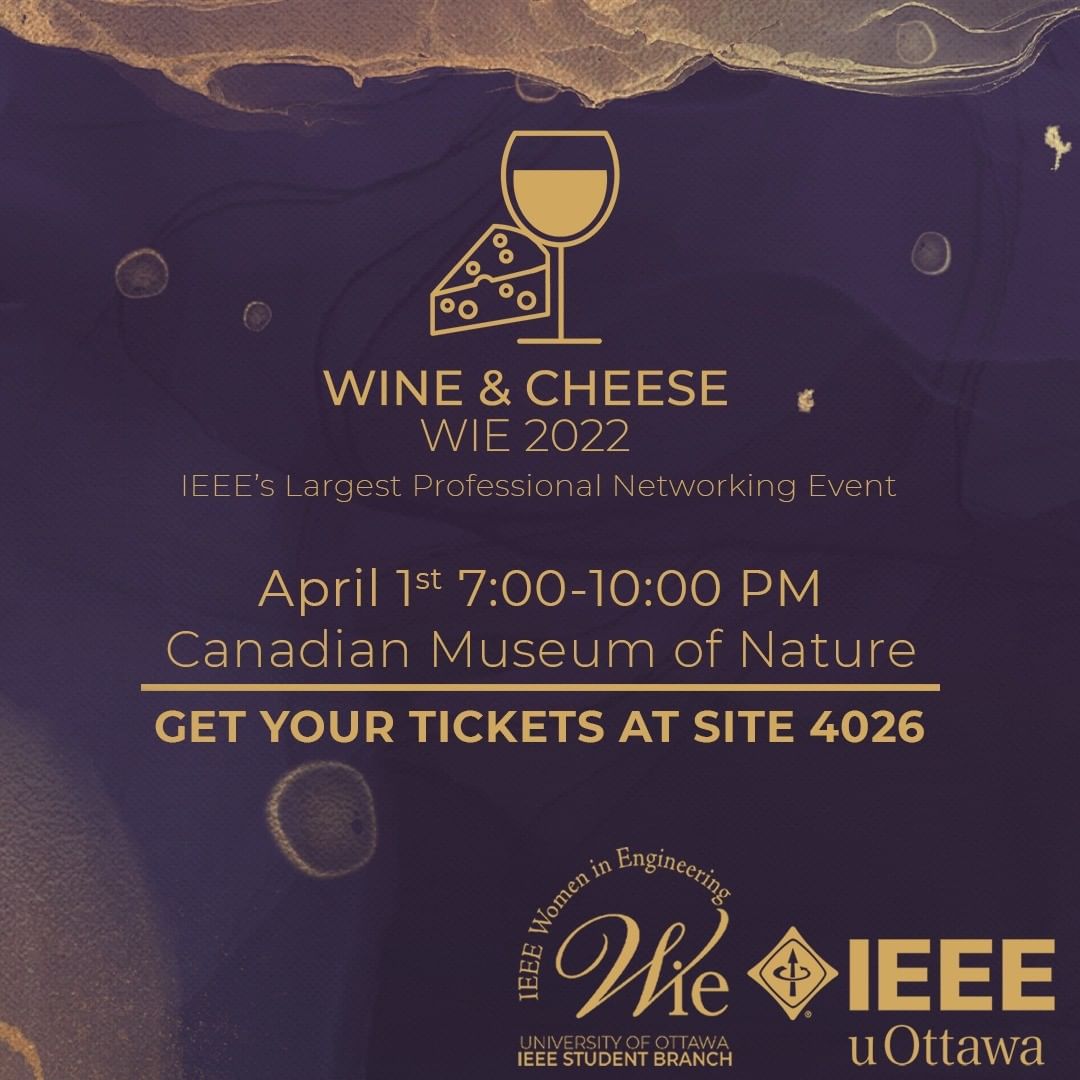 WINE & CHEESE
WIE 2022
IEEE's Largest Professional Networking Event
April 1st 7:00-10:00 PM
Canadian Museum of Nature
GET YOUR TICKETS AT SITE 4026
IEEE Women in Engineering
Wie
UNIVERSITY OF OTTAWA
IEEE STUDENT BRANCH
IEEE
uOttawa